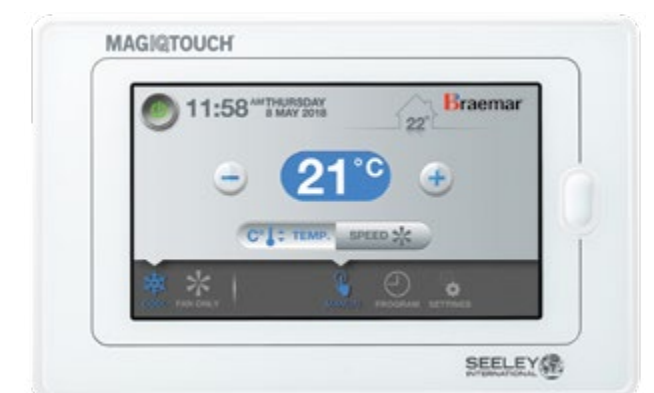 MAGIQTOUCH
11:58 AM THURSDAY
8 MAY 2018
Braemar
22°
21°C
C° TEMP. SPEED
COOL FAN ONLY MANUAL PROGRAM SETTINGS
SEELEY
INTERNATIONAL